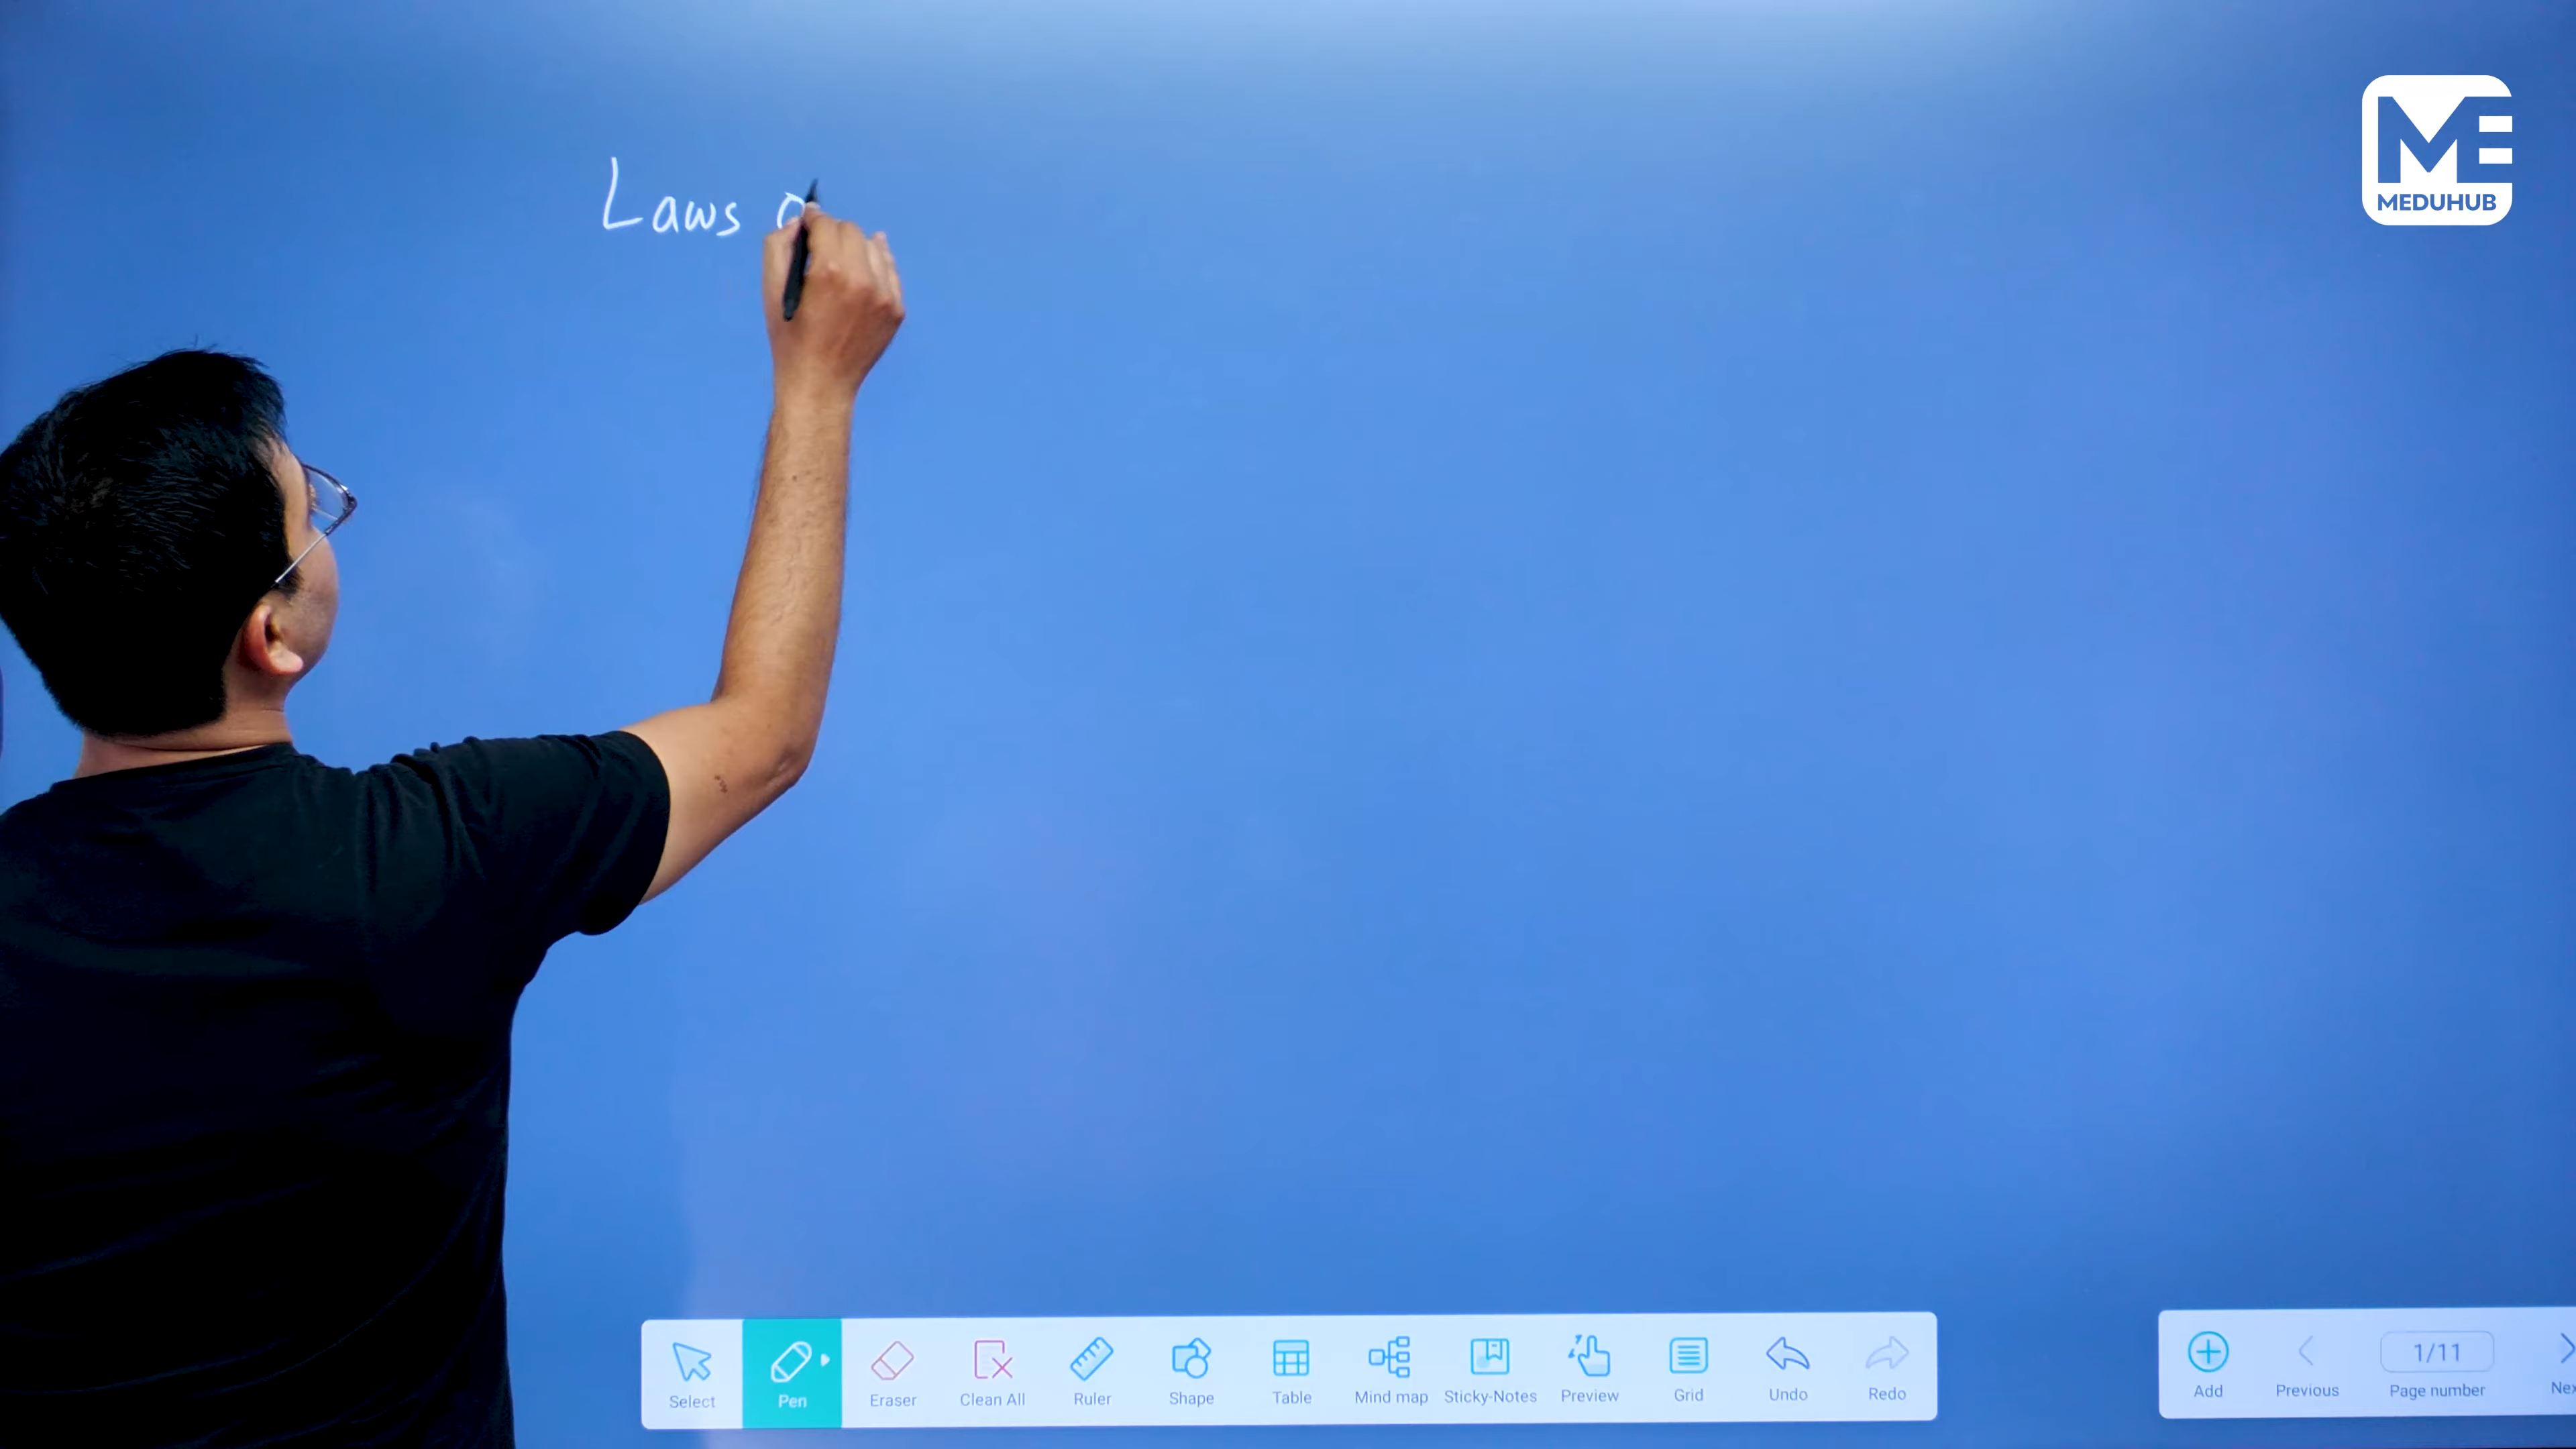 Laws
ME
MEDUHUB
Select Pen Eraser Clean All Ruler Shape Table Mind map Sticky-Notes Preview Grid Undo Redo
Add Previous 1/11 Page number